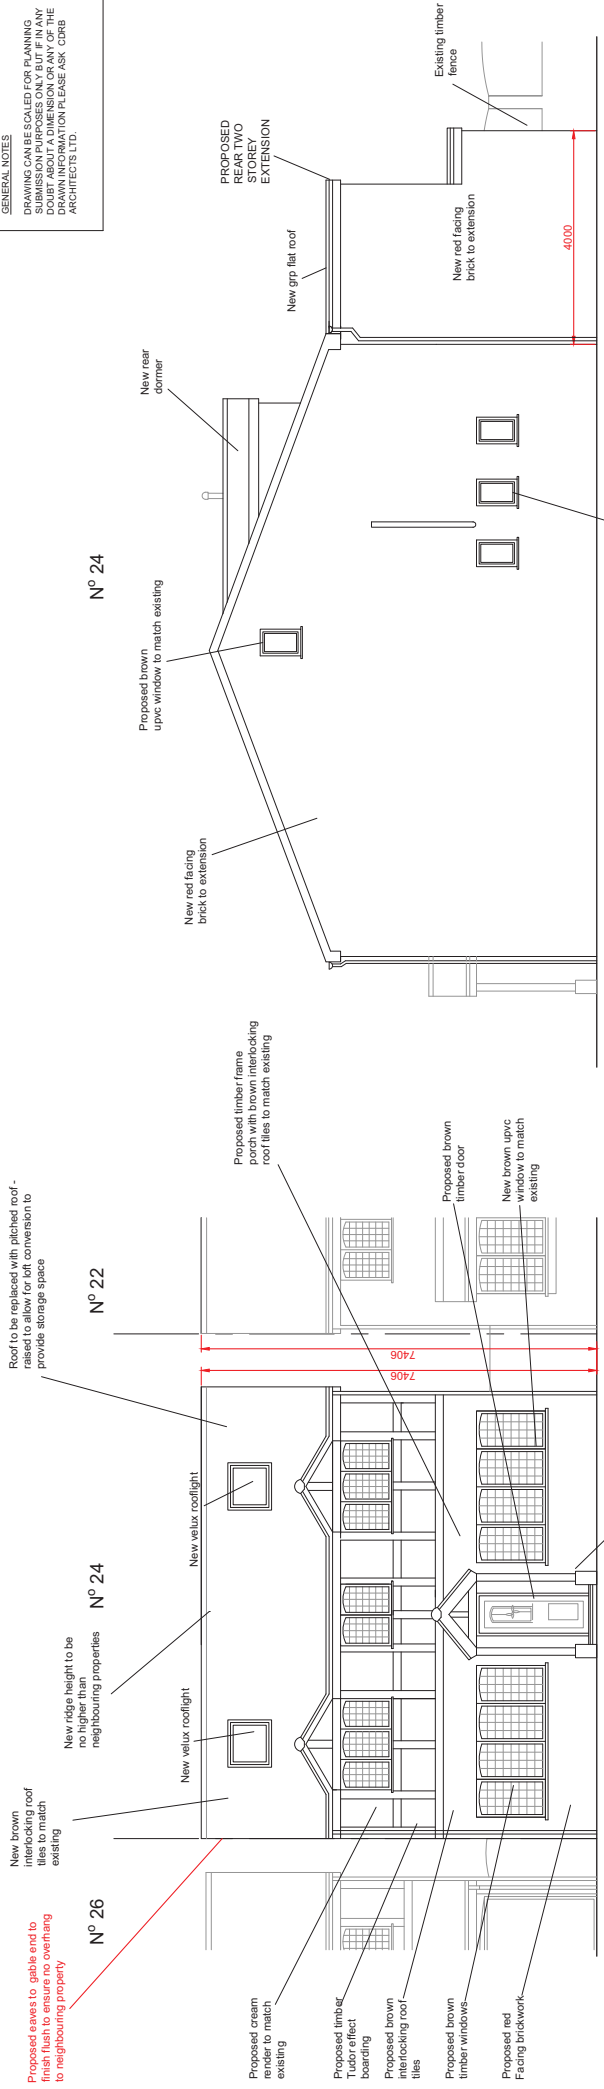 GENERAL NOTES
DRAWING CAN BE SCALED FOR PLANNING
SUBMISSION PURPOSES ONLY BUT IF IN ANY
DOUBT ABOUT A DIMENSION OR ANY OF THE
DRAWN INFORMATION PLEASE ASK CDRB
ARCHITECTS LTD.
Proposed eaves to gable end to
finish flush to ensure no overhang
to neighbouring property
Nº 26
New brown
interlocking roof
tiles to match
existing
New ridge height to be
no higher than
neighbouring properties
Nº 24
Roof to be replaced with pitched roof -
raised to allow for loft conversion to
provide storage space
Nº 22
New velux rooflight
New velux rooflight
Proposed cream
render to match
existing
Proposed timber
Tudor effect
boarding
Proposed brown
interlocking roof
tiles
Proposed brown
timber windows
Proposed red
Facing brickwork
7406
7406
Proposed timber frame
porch with brown interlocking
roof tiles to match existing
Proposed brown
timber door
New brown upvc
window to match
existing
Nº 24
New red facing
brick to extension
Proposed brown
upvc window to match existing
New rear
dormer
New grp flat roof
PROPOSED
REAR TWO
STOREY
EXTENSION
New red facing
brick to extension
Existing timber
fence
4000